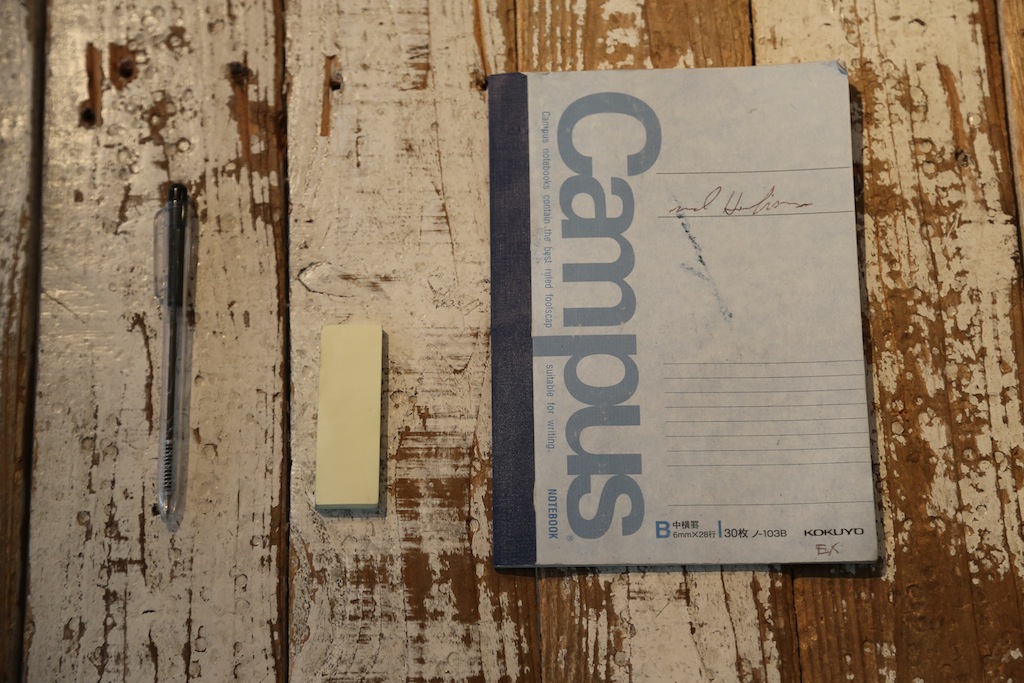 Campus
Campus notebooks contain the best ruled foolscap suitable for writing.
NOTEBOOK
B 中横罫 6mm×28行 30枚 ノ-103B
KOKUYO